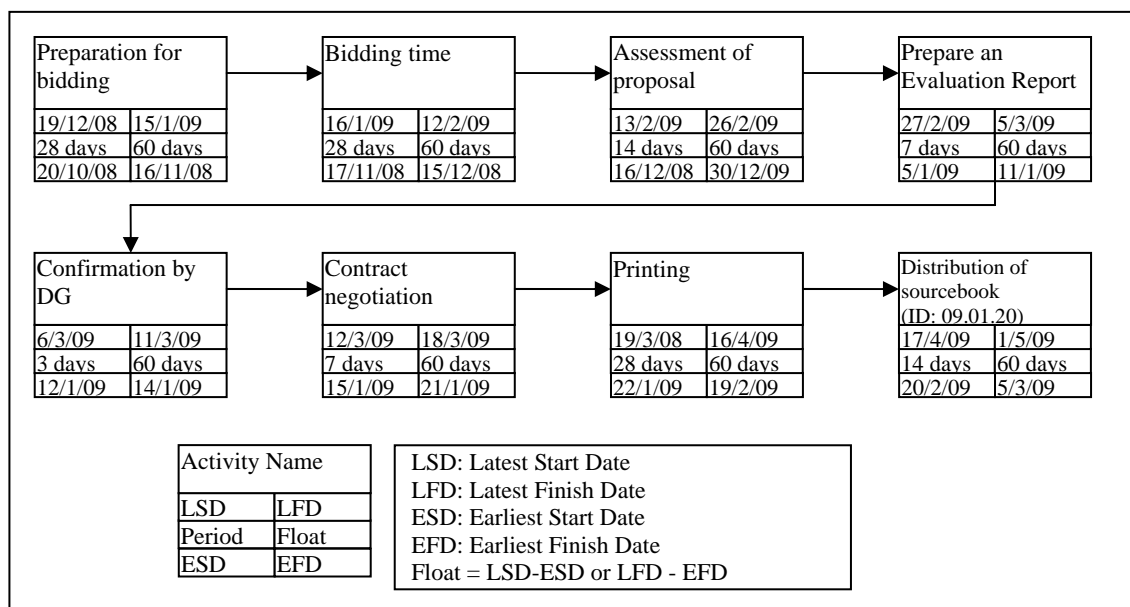 Preparation for
bidding
19/12/08 15/1/09
28 days 60 days
20/10/08 16/11/08
Bidding time
16/1/09 12/2/09
28 days 60 days
17/11/08 15/12/08
Assessment of
proposal
13/2/09 26/2/09
14 days 60 days
16/12/08 30/12/09
Prepare an
Evaluation Report
27/2/09 5/3/09
7 days 60 days
5/1/09 11/1/09
Confirmation by
DG
6/3/09 11/3/09
3 days 60 days
12/1/09 14/1/09
Contract
negotiation
12/3/09 18/3/09
7 days 60 days
15/1/09 21/1/09
Printing
19/3/08 16/4/09
28 days 60 days
22/1/09 19/2/09
Distribution of
sourcebook
(ID: 09.01.20)
17/4/09 1/5/09
14 days 60 days
20/2/09 5/3/09
Activity Name
LSD LFD
Period Float
ESD EFD
LSD: Latest Start Date
LFD: Latest Finish Date
ESD: Earliest Start Date
EFD: Earliest Finish Date
Float = LSD-ESD or LFD - EFD